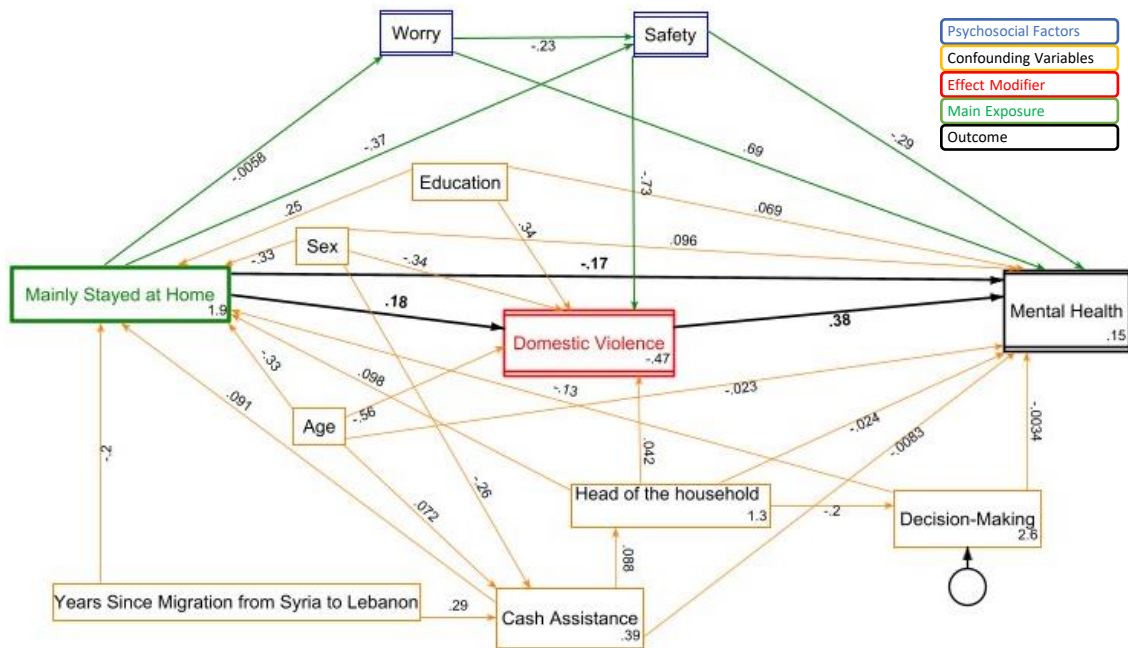 Worry
-.23
Safety
Psychosocial Factors
Confounding Variables
Effect Modifier
Main Exposure
Outcome
-.0058
-.37
.69
-.29
-.73
Education
.25
.34
.069
Sex
-.33
-.34
.096
Mainly Stayed at Home
1.9
-.17
.18
Domestic Violence
-.47
.38
Mental Health
.15
-.33
.098
-.13
-.023
Age
-.56
.091
-.2
.042
-.024
-.0083
-.0034
-.26
.072
Head of the household
1.3
-.2
Decision-Making
2.6
.088
Years Since Migration from Syria to Lebanon
.29
Cash Assistance
.39